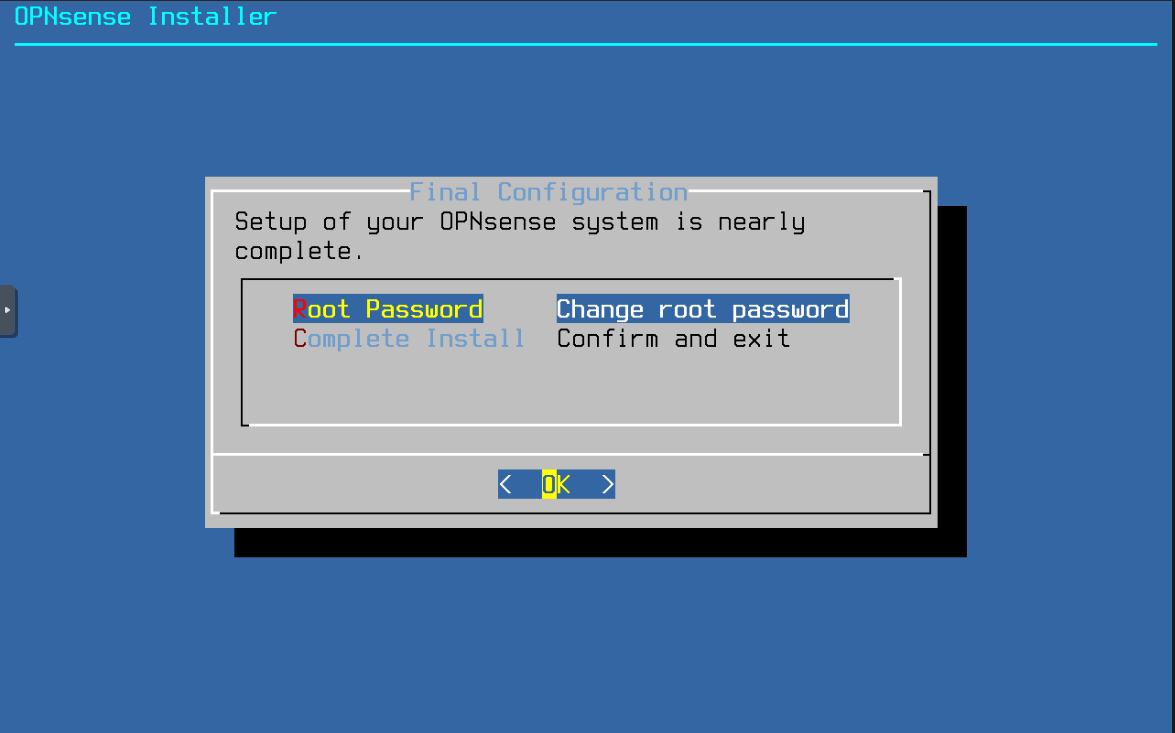 OPNsense Installer
Final Configuration
Setup of your OPNsense system is nearly
complete.
Root Password Change root password
Complete Install Confirm and exit
< OK >